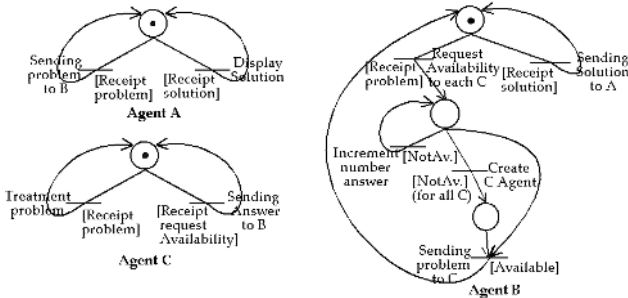 Sending
problem
to B
[Receipt
problem]
[Receipt
solution]
Display
Solution
Agent A
Treatment
problem
[Receipt
problem]
[Receipt
request
Availability]
Sending
Answer
to B
Agent C
[Receipt
problem]
Request
Availability
to each C
[Receipt
solution]
Sending
Solution
to A
Increment
number
answer
[NotAv.]
[NotAv.]
(for all C)
Create
C Agent
Sending
problem
to C
[Available]
Agent B